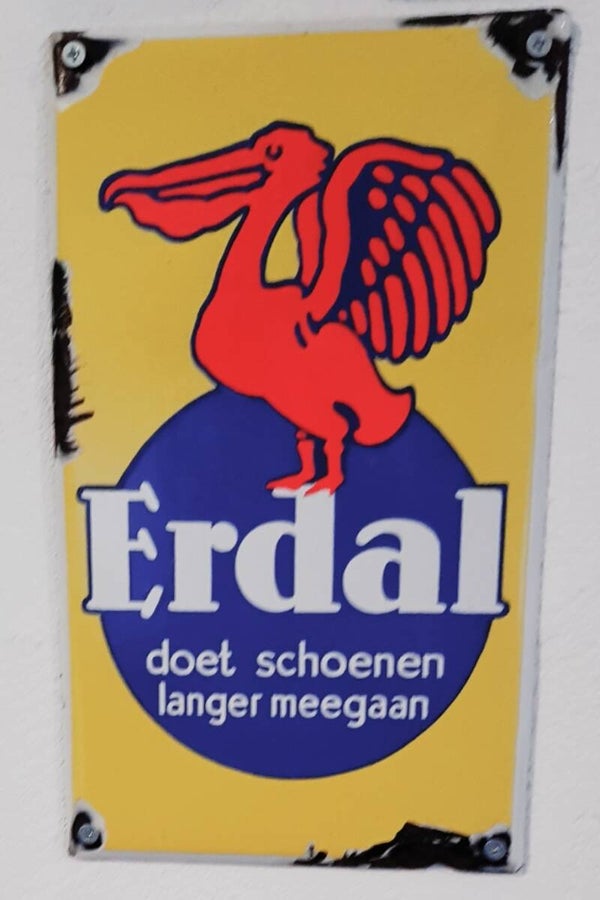 Erdal
doet schoenen
langer meegaan